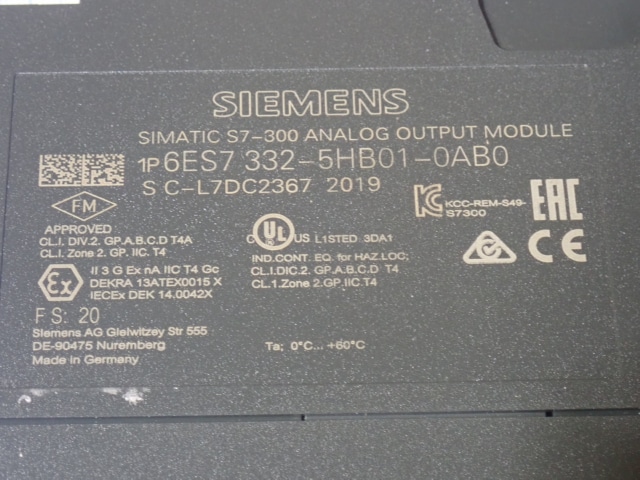 SIEMENS
SIMATIC S7-300 ANALOG OUTPUT MODULE
1P 6ES7 332-5HB01-0AB0
S C-L7DC2367 2019
FM
APPROVED
CL.I. DIV.2. GP.A.B.C.D T4A
CL.I. Zone 2. GP. IIC. T4
C UL US LISTED 3DA1
IND.CONT. EQ. for HAZ.LOC;
CL.I.DIC.2. GP.A.B.C.D T4
CL.1.Zone 2.GP.IIC.T4
KCC-REM-S49-
S7300
EAC
CE
Ex
II 3 G Ex nA IIC T4 Gc
DEKRA 13ATEX0015 X
IECEx DEK 14.0042X
FS: 20
Siemens AG Gleiwitzey Str 555
DE-90475 Nuremberg
Made in Germany
Ta; 0°C... +60°C